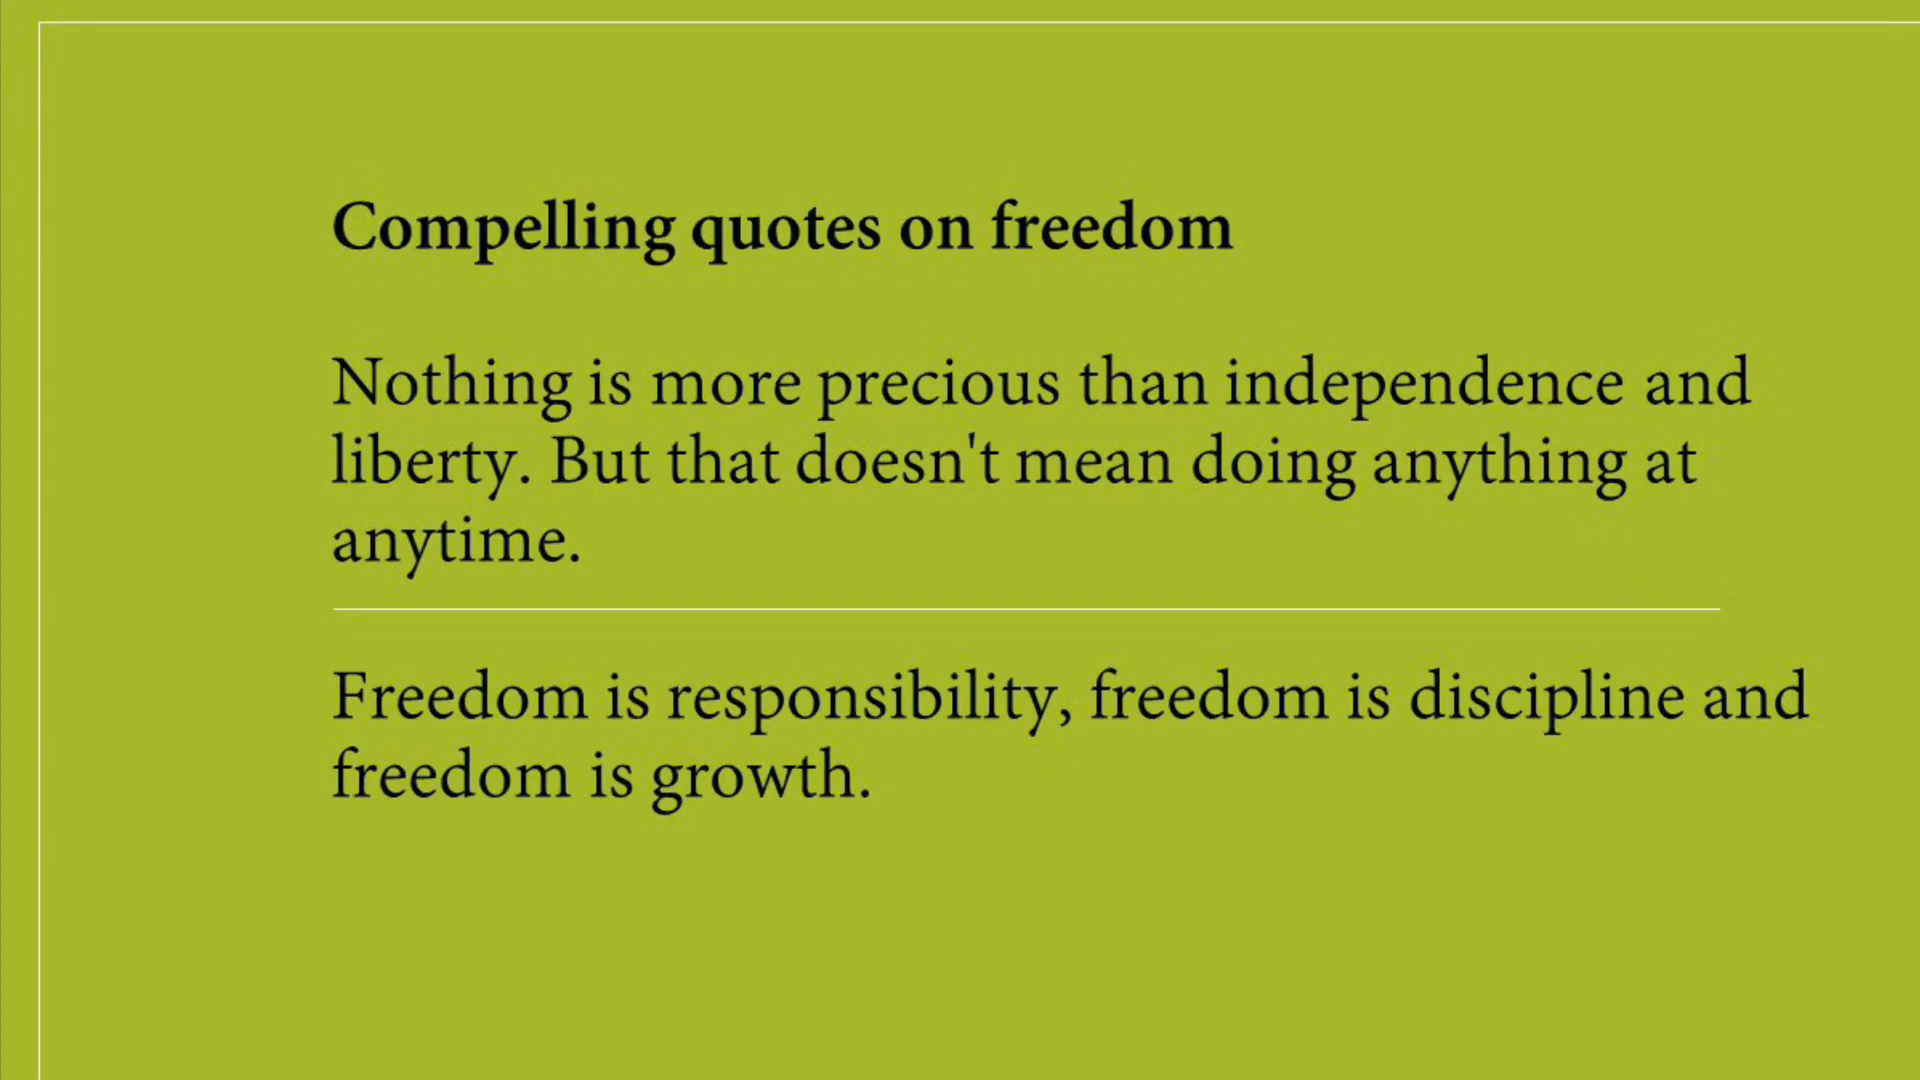 Compelling quotes on freedom
Nothing is more precious than independence and
liberty. But that doesn't mean doing anything at
anytime.
Freedom is responsibility, freedom is discipline and
freedom is growth.